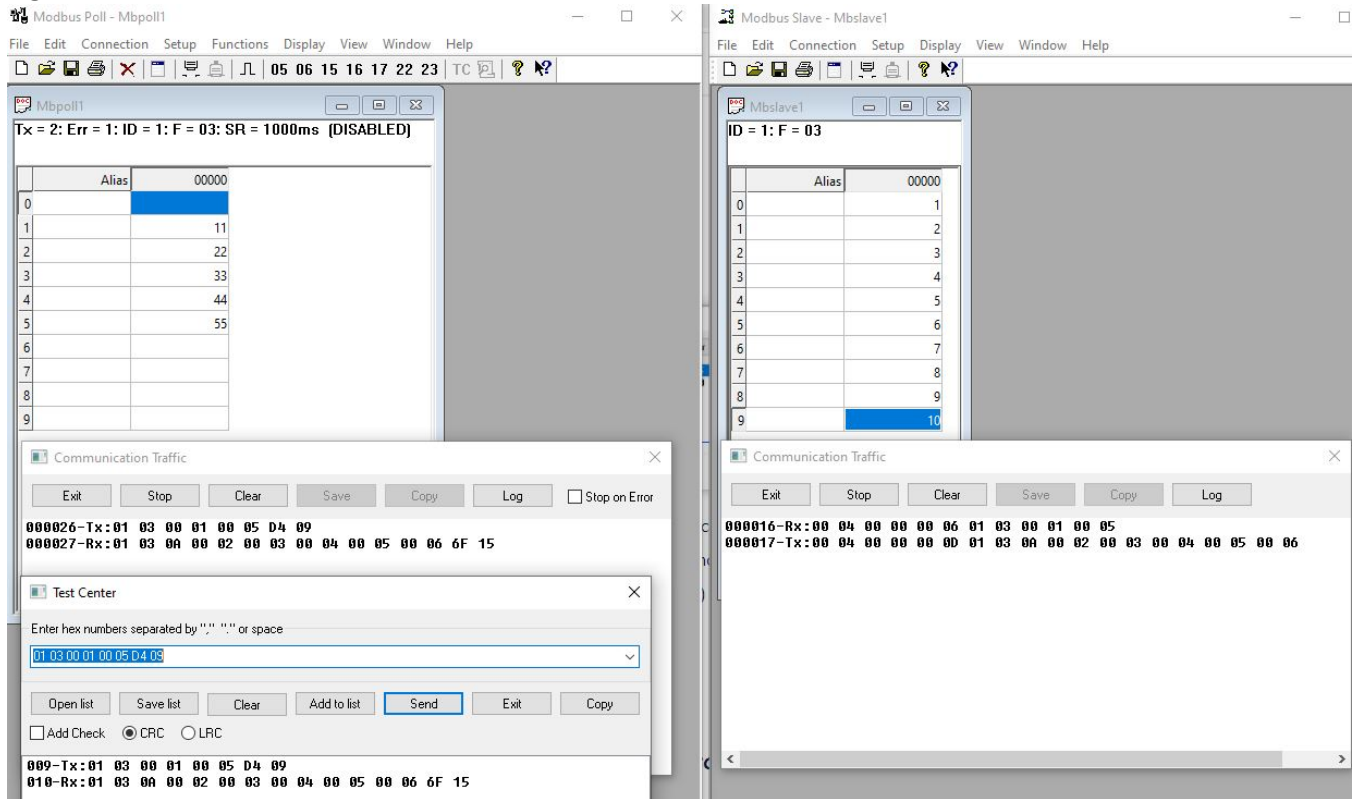 Modbus Poll - Mbpoll1
File Edit Connection Setup Functions Display View Window Help
05 06 15 16 17 22 23 TC
Mbpoll1
Tx = 2: Err = 1: ID = 1: F = 03: SR = 1000ms (DISABLED)
Alias 00000
0
1 11
2 22
3 33
4 44
5 55
6
7
8
9
Communication Traffic
Exit Stop Clear Save Copy Log Stop on Error
000026-Tx:01 03 00 01 00 05 D4 09
000027-Rx:01 03 0A 00 02 00 03 00 04 00 05 00 06 6F 15
Test Center
Enter hex numbers separated by "," "." or space
01 03 00 01 00 05 D4 09
Open list Save list Clear Add to list Send Exit Copy
Add Check CRC LRC
009-Tx:01 03 00 01 00 05 D4 09
010-Rx:01 03 0A 00 02 00 03 00 04 00 05 00 06 6F 15
Modbus Slave - Mbslave1
File Edit Connection Setup Display View Window Help
Mbslave1
ID = 1: F = 03
Alias 00000
0 1
1 2
2 3
3 4
4 5
5 6
6 7
7 8
8 9
9 10
Communication Traffic
Exit Stop Clear Save Copy Log
000016-Rx:00 04 00 00 00 06 01 03 00 01 00 05
000017-Tx:00 04 00 00 00 0D 01 03 0A 00 02 00 03 00 04 00 05 00 06